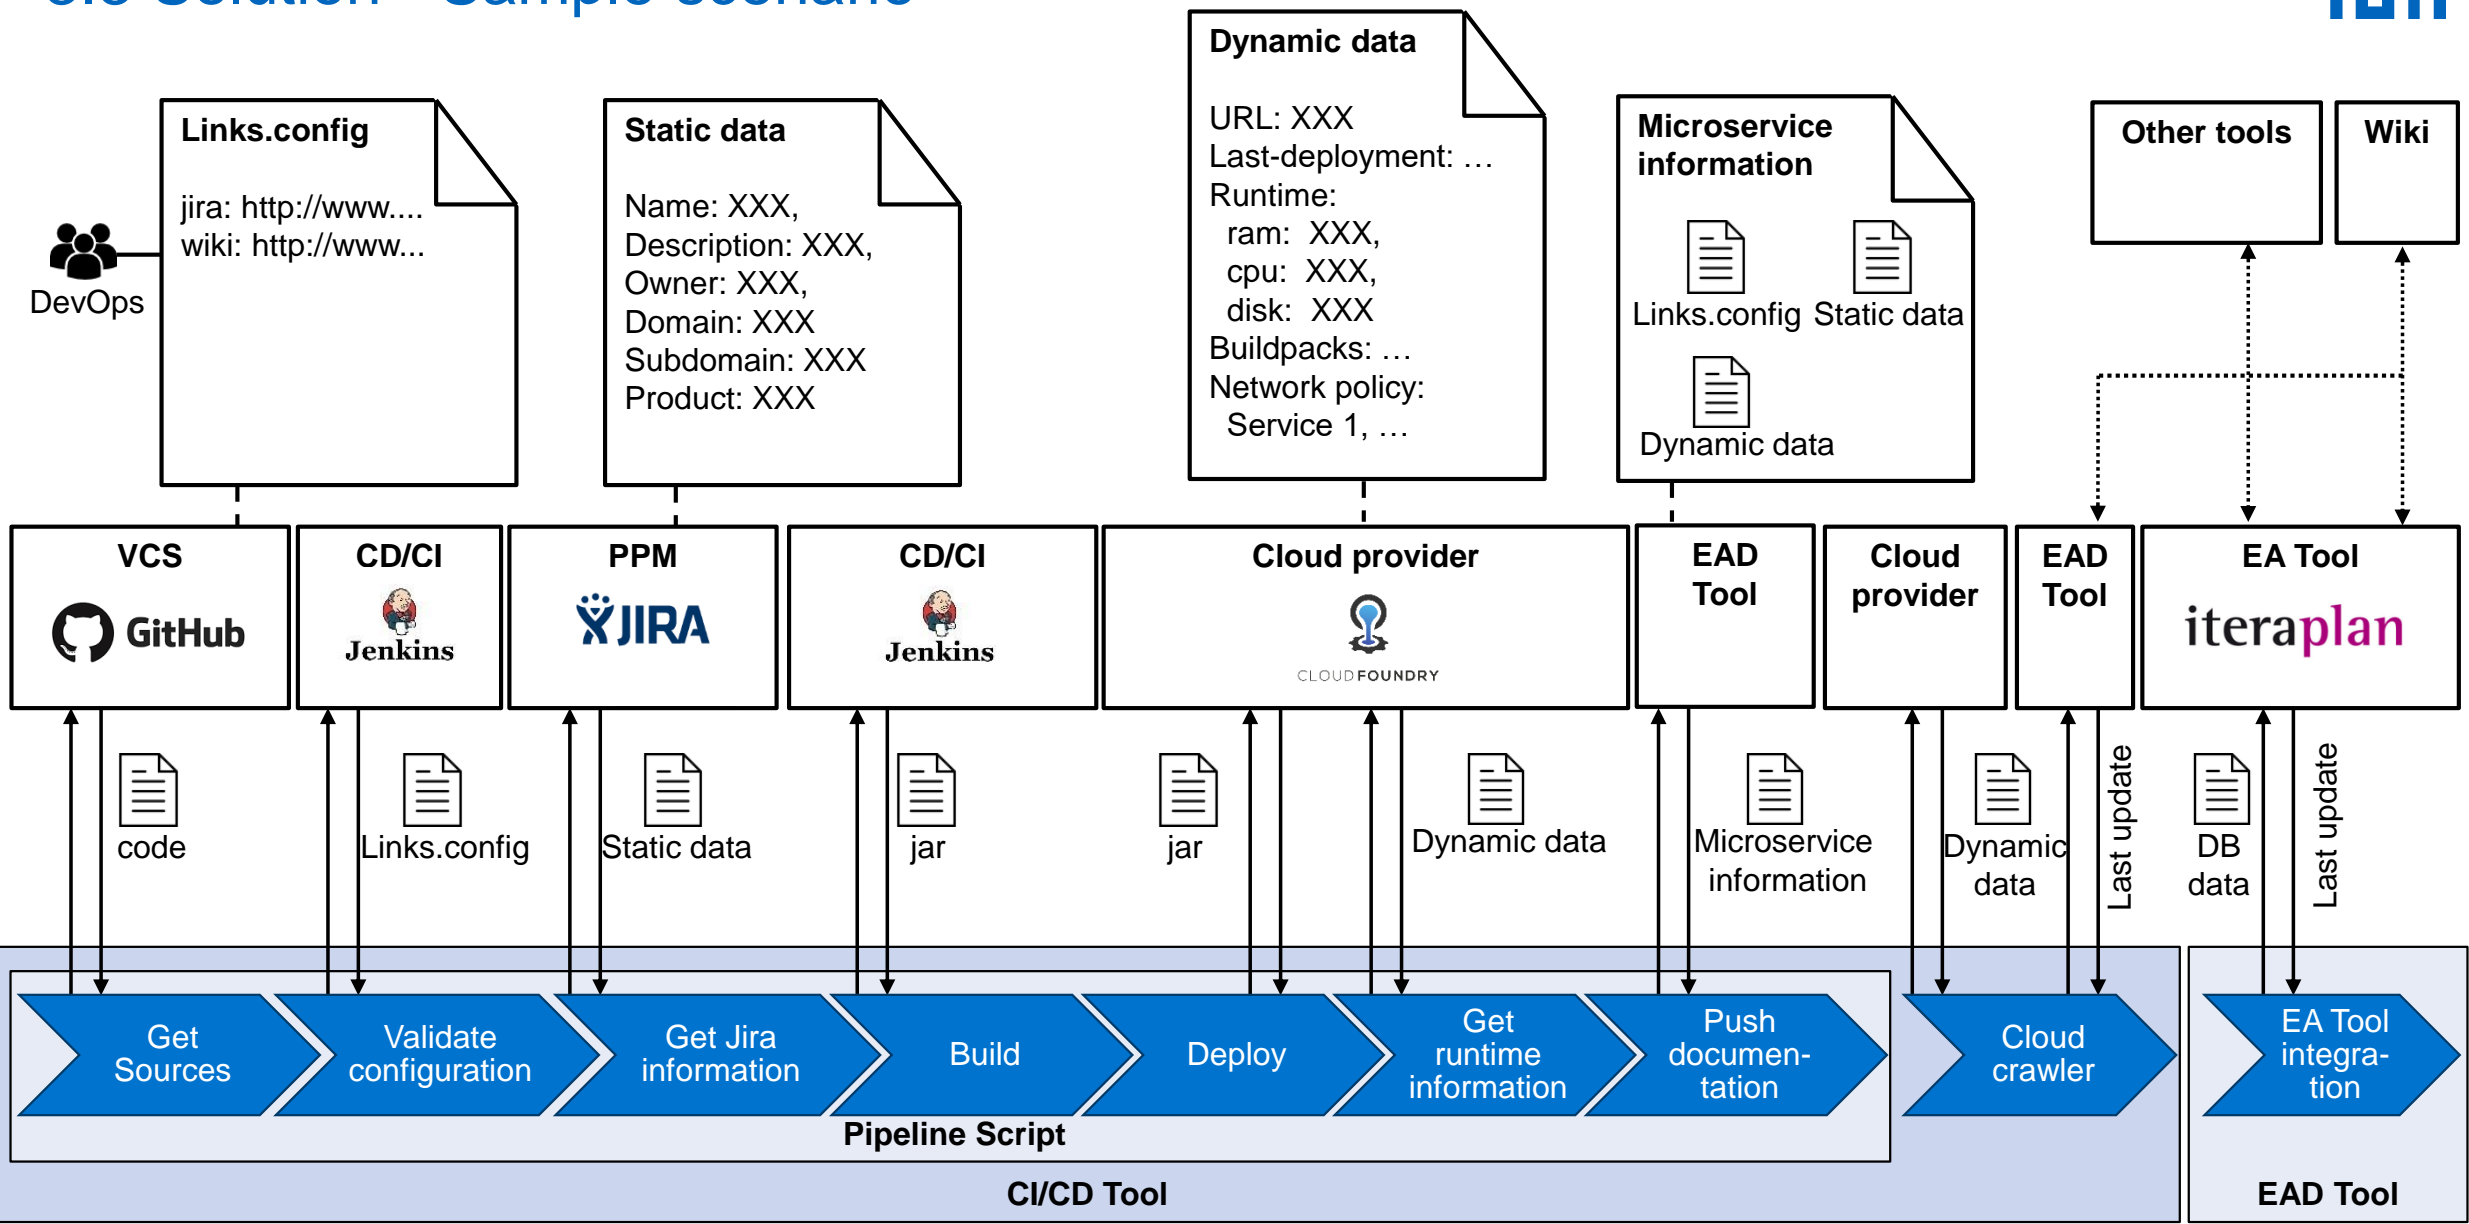 Solution - Sample scenario
Links.config
jira: http://www....
wiki: http://www...
DevOps
Static data
Name: XXX,
Description: XXX,
Owner: XXX,
Domain: XXX
Subdomain: XXX
Product: XXX
Dynamic data
URL: XXX
Last-deployment: …
Runtime:
ram: XXX,
cpu: XXX,
disk: XXX
Buildpacks: …
Network policy:
Service 1, …
Microservice
information
Links.config
Static data
Dynamic data
Other tools
Wiki
VCS
GitHub
CD/CI
Jenkins
PPM
JIRA
CD/CI
Jenkins
Cloud provider
CLOUDFOUNDRY
EAD
Tool
Cloud
provider
EAD
Tool
EA Tool
iteraplan
code
Links.config
Static data
jar
jar
Dynamic data
Microservice
information
Dynamic
data
Last update
DB
data
Last update
Get
Sources
Validate
configuration
Get Jira
information
Build
Deploy
Get
runtime
information
Push
documen-
tation
Cloud
crawler
EA Tool
integra-
tion
Pipeline Script
CI/CD Tool
EAD Tool